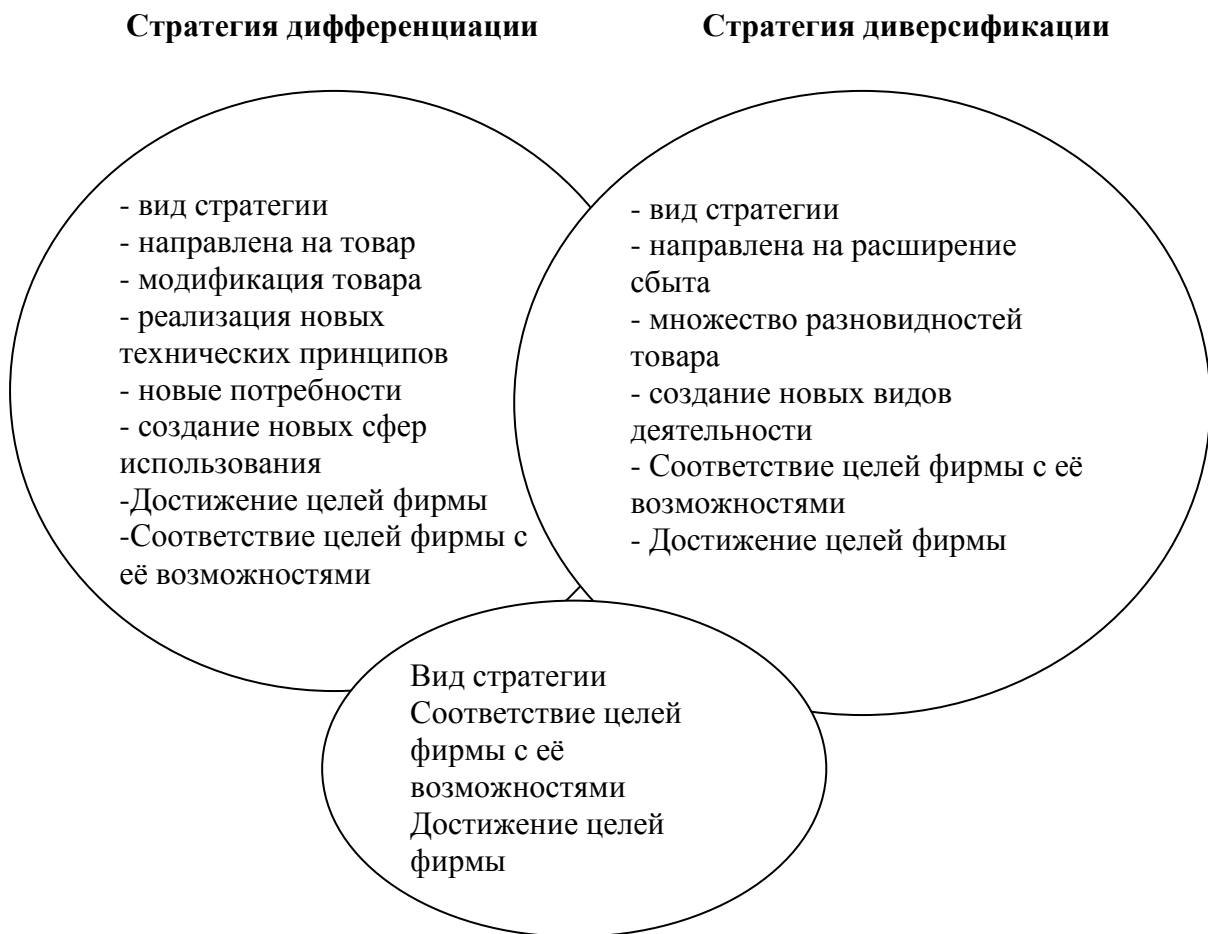 Стратегия дифференциации
Стратегия диверсификации
- вид стратегии
- направлена на товар
- модификация товара
- реализация новых
технических принципов
- новые потребности
- создание новых сфер
использования
-Достижение целей фирмы
-Соответствие целей фирмы с
её возможностями
- вид стратегии
- направлена на расширение
сбыта
- множество разновидностей
товара
- создание новых видов
деятельности
- Соответствие целей фирмы с её
возможностями
- Достижение целей фирмы
Вид стратегии
Соответствие целей
фирмы с её
возможностями
Достижение целей
фирмы